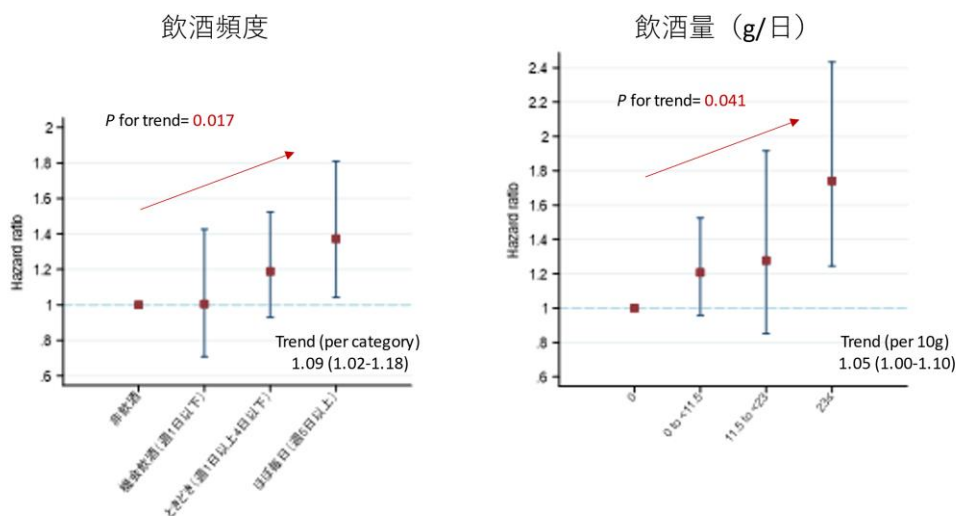 飲酒頻度
P for trend= 0.017
Hazard ratio
2
1.8
1.6
1.4
1.2
1
.8
.6
Trend (per category)
1.09 (1.02-1.18)
非飲酒
機会飲酒(週1日以下)
ときどき(週1日以上4日以下)
ほぼ毎日(週5日以上)
飲酒量（g/日）
P for trend= 0.041
Hazard ratio
2.4
2.2
2
1.8
1.6
1.4
1.2
1
.8
.6
Trend (per 10g)
1.05 (1.00-1.10)
0
0 to <11.5
11.5 to <23
23≤